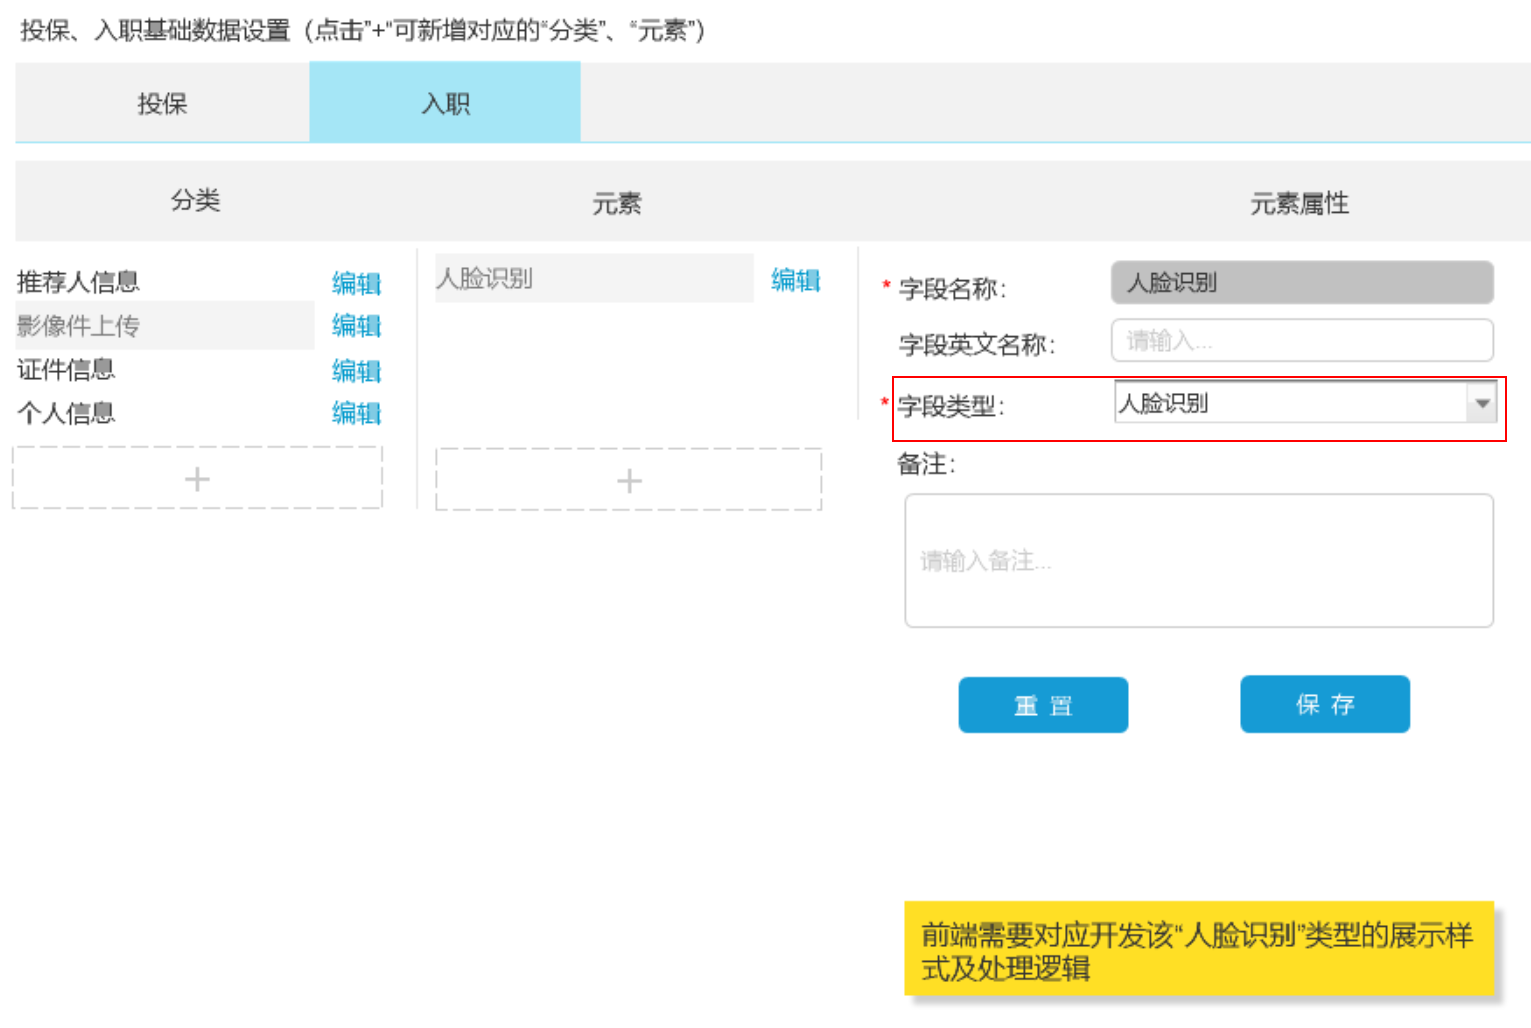 投保、入职基础数据设置（点击”+“可新增对应的“分类”、“元素”）
投保
入职
分类
元素
元素属性
推荐人信息
编辑
影像件上传
编辑
证件信息
编辑
个人信息
编辑
+
人脸识别
编辑
+
* 字段名称：
人脸识别
字段英文名称：
请输入...
* 字段类型：
人脸识别
备注：
请输入备注...
重 置
保 存
前端需要对应开发该“人脸识别”类型的展示样
式及处理逻辑